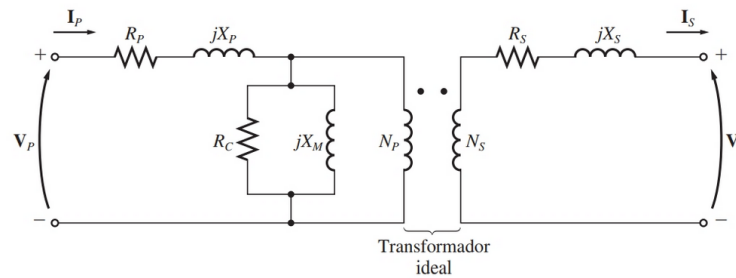 I_P R_P jX_P R_S jX_S I_S
+ + 
V_P R_C jX_M N_P N_S V
− −
Transformador
ideal